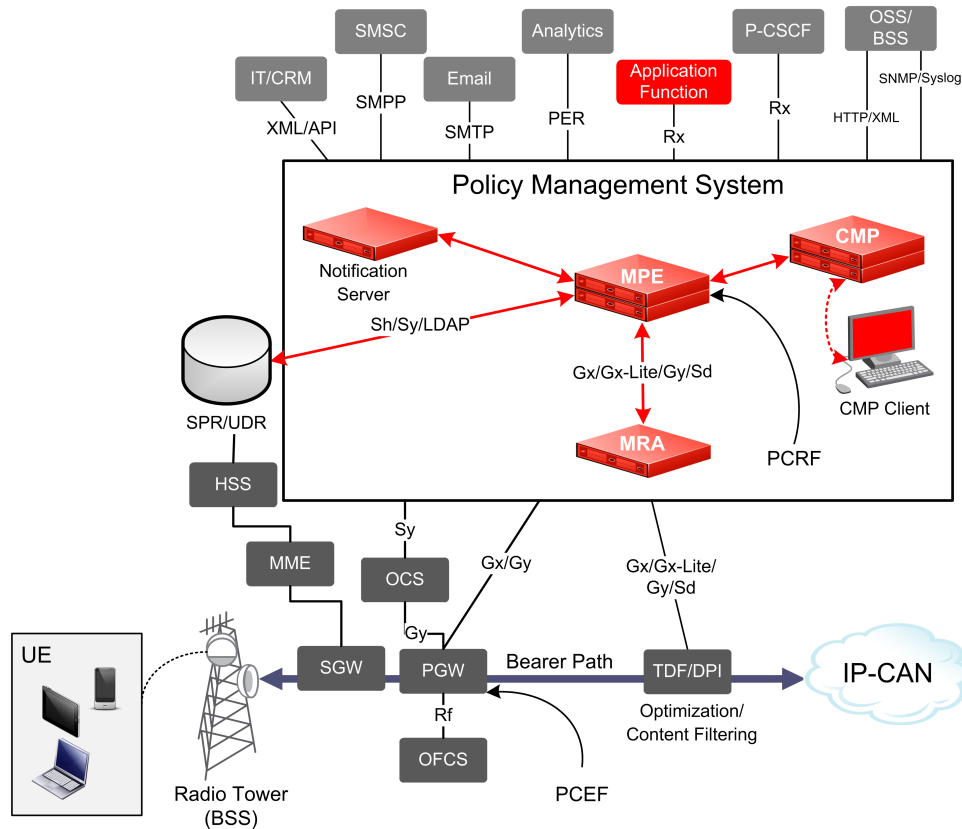 SMSC
Analytics
P-CSCF
OSS/
BSS
IT/CRM
Email
Application
Function
SNMP/Syslog
SMPP
XML/API
SMTP
PER
Rx
Rx
HTTP/XML
Policy Management System
CMP
MPE
Notification
Server
Sh/Sy/LDAP
Gx/Gx-Lite/Gy/Sd
CMP Client
SPR/UDR
MRA
PCRF
HSS
Sy
MME
OCS
Gx/Gy
Gx/Gx-Lite/
Gy/Sd
Gy
UE
SGW
PGW
Bearer Path
TDF/DPI
IP-CAN
Rf
Optimization/
Content Filtering
OFCS
Radio Tower
(BSS)
PCEF